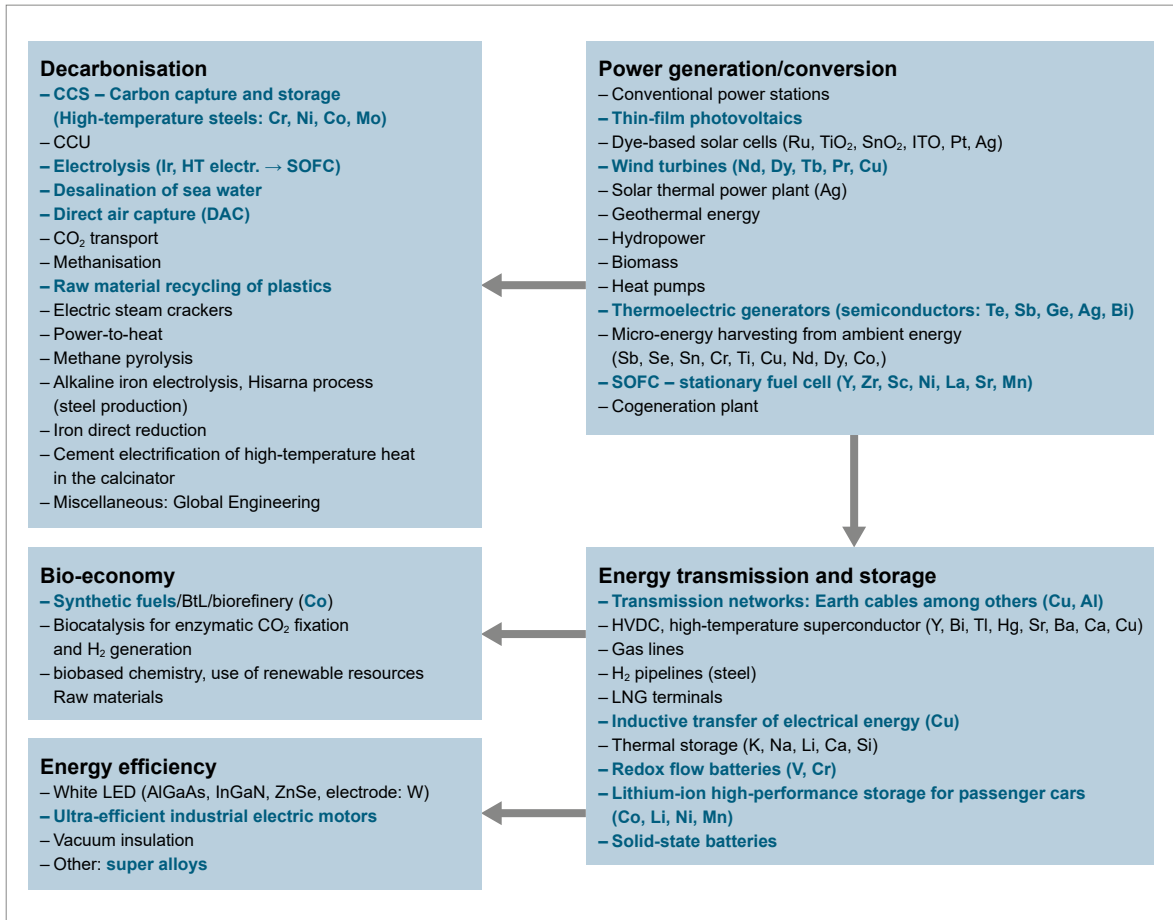 Decarbonisation
– CCS – Carbon capture and storage
(High-temperature steels: Cr, Ni, Co, Mo)
– CCU
– Electrolysis (Ir, HT electr. → SOFC)
– Desalination of sea water
– Direct air capture (DAC)
– CO₂ transport
– Methanisation
– Raw material recycling of plastics
– Electric steam crackers
– Power-to-heat
– Methane pyrolysis
– Alkaline iron electrolysis, Hisarna process
(steel production)
– Iron direct reduction
– Cement electrification of high-temperature heat
in the calcinator
– Miscellaneous: Global Engineering
Power generation/conversion
– Conventional power stations
– Thin-film photovoltaics
– Dye-based solar cells (Ru, TiO₂, SnO₂, ITO, Pt, Ag)
– Wind turbines (Nd, Dy, Tb, Pr, Cu)
– Solar thermal power plant (Ag)
– Geothermal energy
– Hydropower
– Biomass
– Heat pumps
– Thermoelectric generators (semiconductors: Te, Sb, Ge, Ag, Bi)
– Micro-energy harvesting from ambient energy
(Sb, Se, Sn, Cr, Ti, Cu, Nd, Dy, Co,)
– SOFC – stationary fuel cell (Y, Zr, Sc, Ni, La, Sr, Mn)
– Cogeneration plant
Bio-economy
– Synthetic fuels/BtL/biorefinery (Co)
– Biocatalysis for enzymatic CO₂ fixation
and H₂ generation
– biobased chemistry, use of renewable resources
Raw materials
Energy transmission and storage
– Transmission networks: Earth cables among others (Cu, Al)
– HVDC, high-temperature superconductor (Y, Bi, Tl, Hg, Sr, Ba, Ca, Cu)
– Gas lines
– H₂ pipelines (steel)
– LNG terminals
– Inductive transfer of electrical energy (Cu)
– Thermal storage (K, Na, Li, Ca, Si)
– Redox flow batteries (V, Cr)
– Lithium-ion high-performance storage for passenger cars
(Co, Li, Ni, Mn)
– Solid-state batteries
Energy efficiency
– White LED (AlGaAs, InGaN, ZnSe, electrode: W)
– Ultra-efficient industrial electric motors
– Vacuum insulation
– Other: super alloys